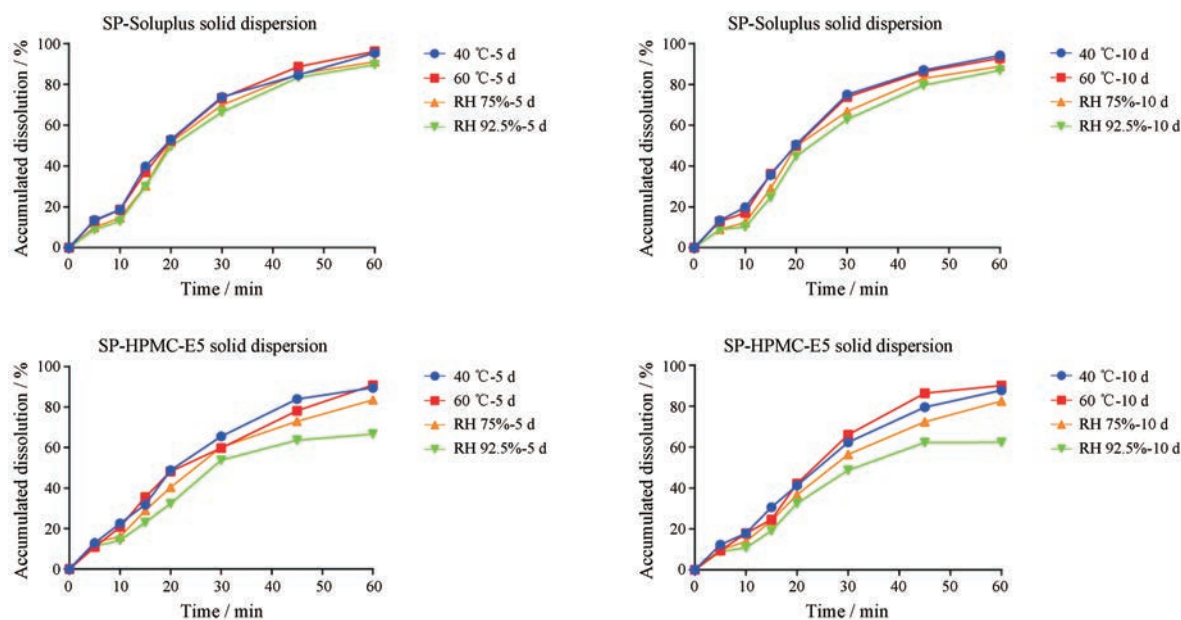 SP-Soluplus solid dispersion
100
80
60
40
20
0
Accumulated dissolution / %
0 10 20 30 40 50 60
Time / min
40 ℃-5 d
60 ℃-5 d
RH 75%-5 d
RH 92.5%-5 d
SP-Soluplus solid dispersion
100
80
60
40
20
0
Accumulated dissolution / %
0 10 20 30 40 50 60
Time / min
40 ℃-10 d
60 ℃-10 d
RH 75%-10 d
RH 92.5%-10 d
SP-HPMC-E5 solid dispersion
100
80
60
40
20
0
Accumulated dissolution / %
0 10 20 30 40 50 60
Time / min
40 ℃-5 d
60 ℃-5 d
RH 75%-5 d
RH 92.5%-5 d
SP-HPMC-E5 solid dispersion
100
80
60
40
20
0
Accumulated dissolution / %
0 10 20 30 40 50 60
Time / min
40 ℃-10 d
60 ℃-10 d
RH 75%-10 d
RH 92.5%-10 d